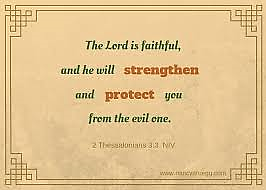 The Lord is faithful,
and he will strengthen
and protect you
from the evil one.
2 Thessalonians 3:3 NIV